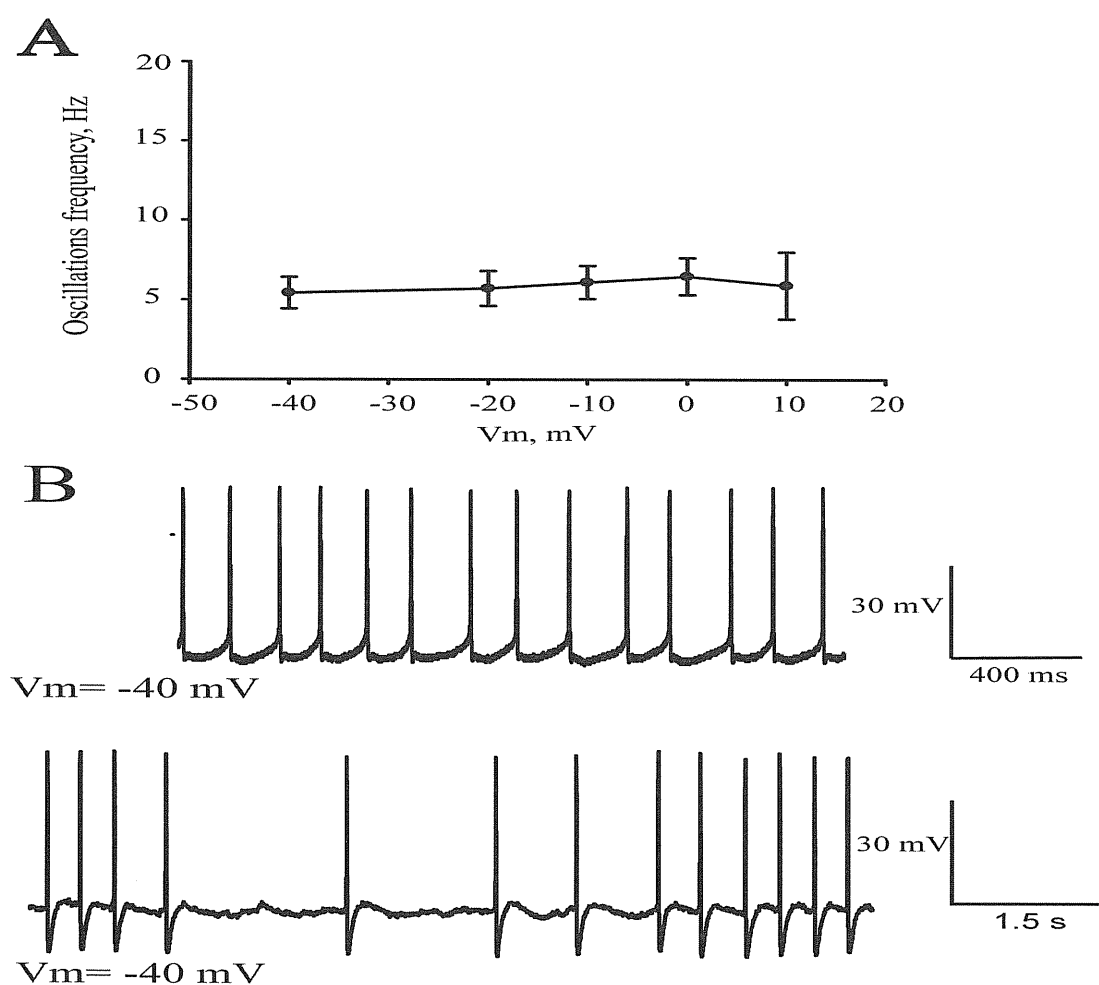 A
Oscillations frequency, Hz
20
15
10
5
0
-50 -40 -30 -20 -10 0 10 20
Vm, mV
B
30 mV
400 ms
Vm= -40 mV
30 mV
1.5 s
Vm= -40 mV